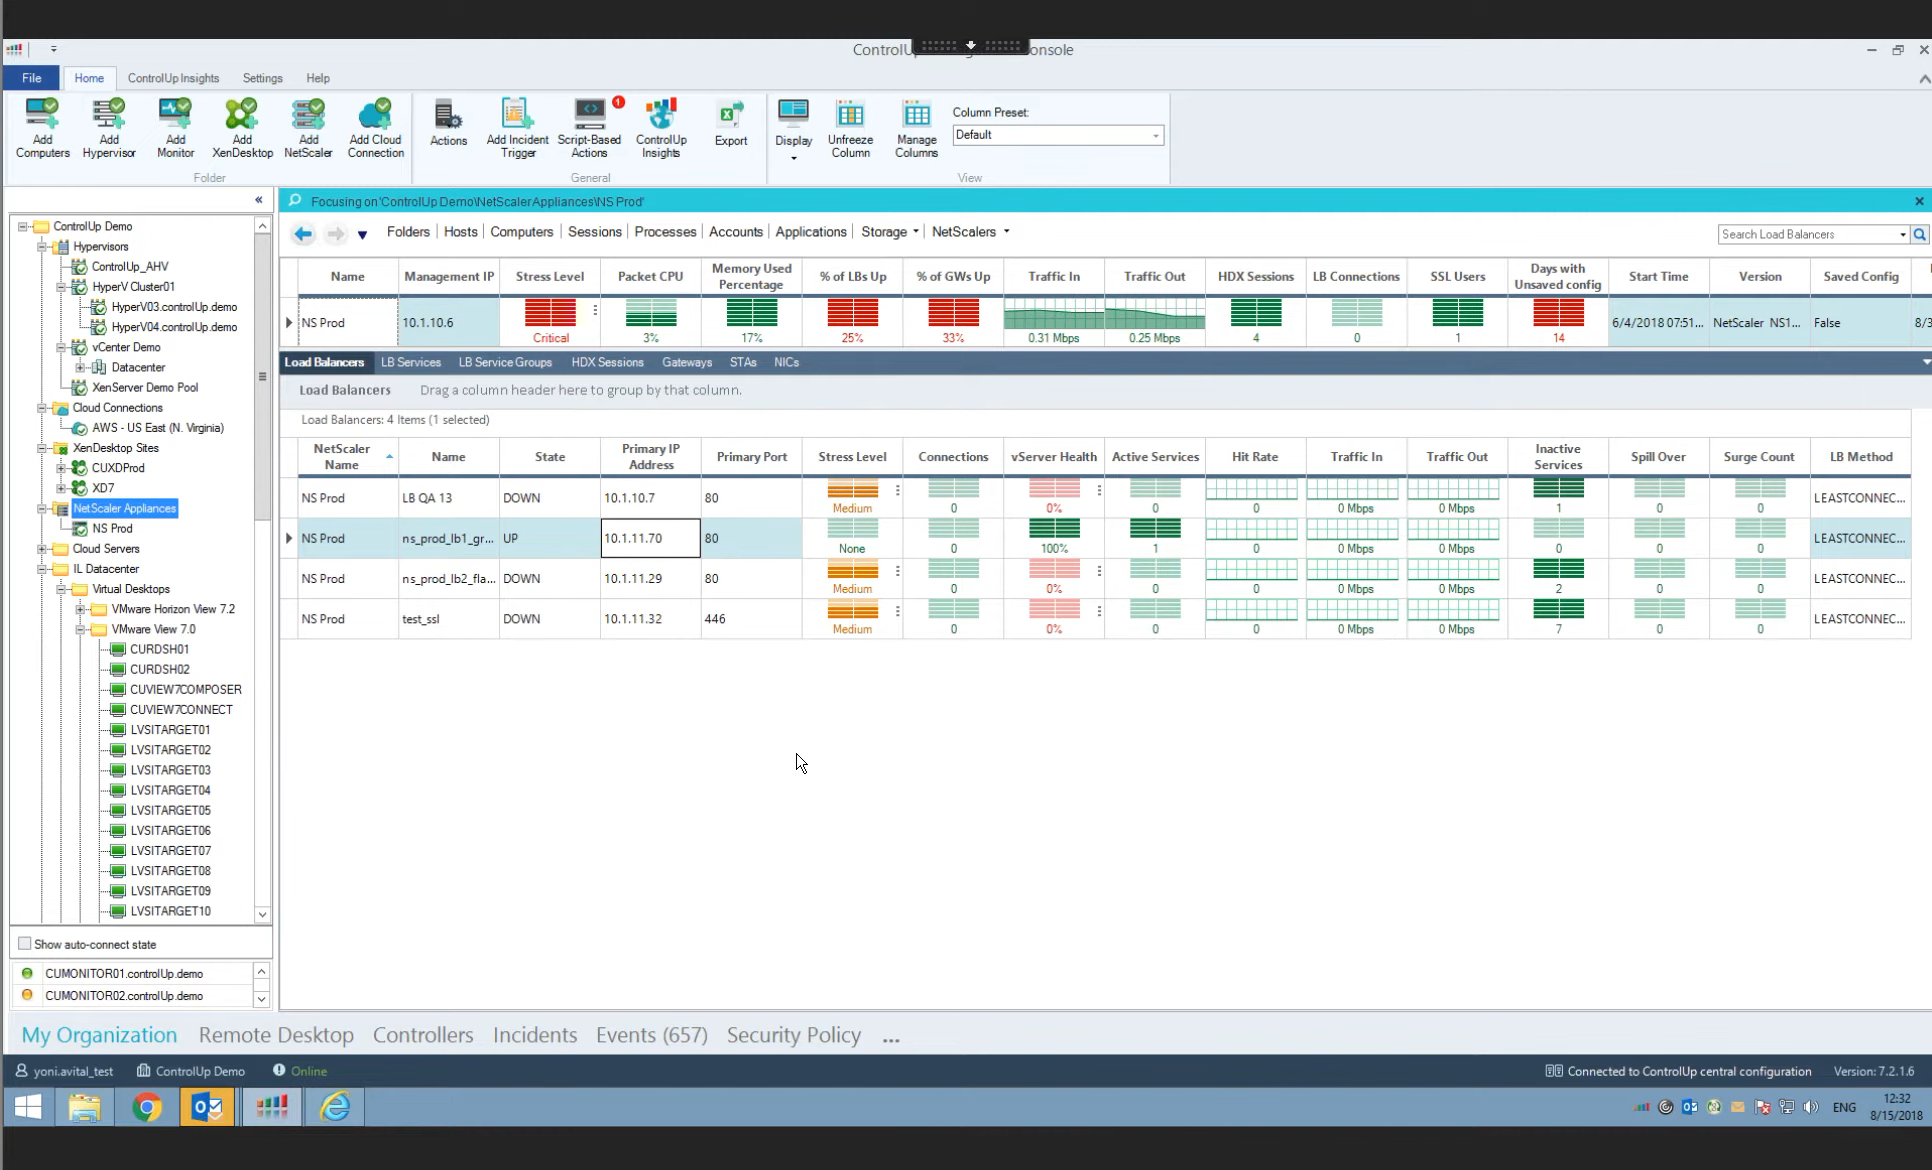 ControlU onsole
File Home ControlUp Insights Settings Help
Add Computers
Add Hypervisor
Add Monitor
Add XenDesktop
Add NetScaler
Add Cloud Connection
Folder
Actions
Add Incident Trigger
Script-Based Actions
1
ControlUp Insights
Export
General
Display
Unfreeze Column
Manage Columns
Column Preset:
Default
View
«
Focusing on 'ControlUp Demo\NetScaler Appliances\NS Prod'
Folders Hosts Computers Sessions Processes Accounts Applications Storage NetScalers
Search Load Balancers
ControlUp Demo
Hypervisors
ControlUp_AHV
HyperV Cluster01
HyperV03.controlUp.demo
HyperV04.controlUp.demo
vCenter Demo
Datacenter
XenServer Demo Pool
Cloud Connections
AWS - US East (N. Virginia)
XenDesktop Sites
CUXDProd
XD7
NetScaler Appliances
NS Prod
Cloud Servers
IL Datacenter
Virtual Desktops
VMware Horizon View 7.2
VMware View 7.0
CURDSH01
CURDSH02
CUVIEW7COMPOSER
CUVIEW7CONNECT
LVSITARGET01
LVSITARGET02
LVSITARGET03
LVSITARGET04
LVSITARGET05
LVSITARGET06
LVSITARGET07
LVSITARGET08
LVSITARGET09
LVSITARGET10
Show auto-connect state
CUMONITOR01.controlUp.demo
CUMONITOR02.controlUp.demo
Name Management IP Stress Level Packet CPU Memory Used Percentage % of LBs Up % of GWs Up Traffic In Traffic Out HDX Sessions LB Connections SSL Users Days with Unsaved config Start Time Version Saved Config
NS Prod 10.1.10.6 Critical 3% 17% 25% 33% 0.31 Mbps 0.25 Mbps 4 0 1 14 6/4/2018 07:51... NetScaler NS1... False 8/3
Load Balancers LB Services LB Service Groups HDX Sessions Gateways STAs NICs
Load Balancers Drag a column header here to group by that column.
Load Balancers: 4 Items (1 selected)
NetScaler Name Name State Primary IP Address Primary Port Stress Level Connections vServer Health Active Services Hit Rate Traffic In Traffic Out Inactive Services Spill Over Surge Count LB Method
NS Prod LB QA 13 DOWN 10.1.10.7 80 Medium 0 0% 0 0 0 Mbps 0 Mbps 1 0 0 LEASTCONNEC...
NS Prod ns_prod_lb1_gr... UP 10.1.11.70 80 None 0 100% 1 0 0 Mbps 0 Mbps 0 0 0 LEASTCONNEC...
NS Prod ns_prod_lb2_fla... DOWN 10.1.11.29 80 Medium 0 0% 0 0 0 Mbps 0 Mbps 2 0 0 LEASTCONNEC...
NS Prod test_ssl DOWN 10.1.11.32 446 Medium 0 0% 0 0 0 Mbps 0 Mbps 7 0 0 LEASTCONNEC...
My Organization Remote Desktop Controllers Incidents Events (657) Security Policy ...
yoni.avital_test ControlUp Demo Online Connected to ControlUp central configuration Version: 7.2.1.6
ENG
12:32
8/15/2018